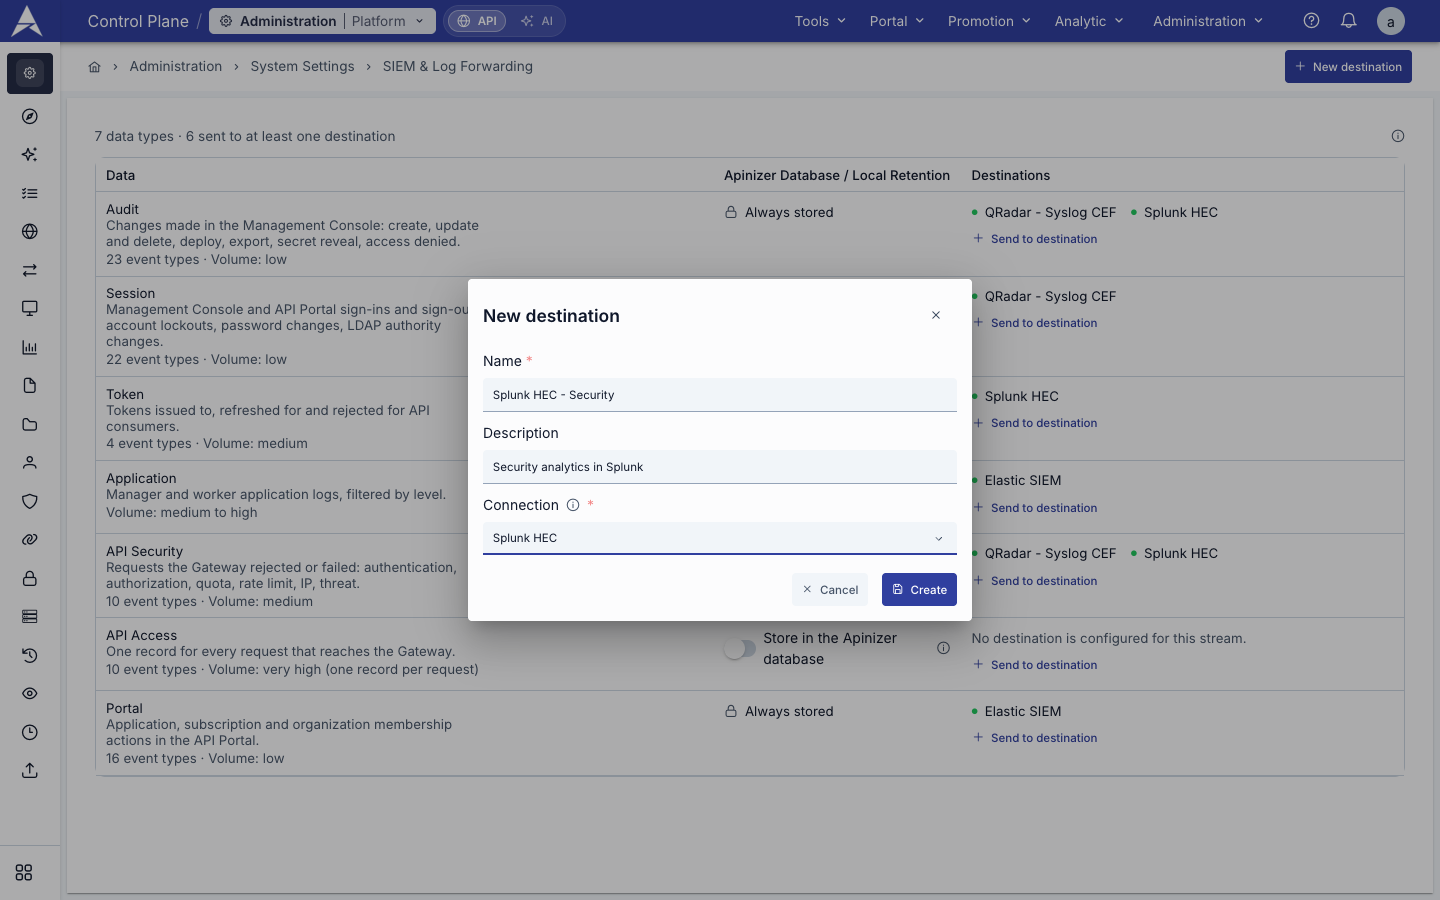 Control Plane / Administration | Platform API AI Tools Portal Promotion Analytic Administration a
Administration > System Settings > SIEM & Log Forwarding New destination
7 data types · 6 sent to at least one destination
Data Apinizer Database / Local Retention Destinations
Audit
Changes made in the Management Console: create, update
and delete, deploy, export, secret reveal, access denied.
23 event types · Volume: low
Always stored
QRadar - Syslog CEF Splunk HEC
Send to destination
Session
Management Console and API Portal sign-ins and sign-ou
account lockouts, password changes, LDAP authority
changes.
22 event types · Volume: low
QRadar - Syslog CEF
Send to destination
Token
Tokens issued to, refreshed for and rejected for API
consumers.
4 event types · Volume: medium
Splunk HEC
Send to destination
Application
Manager and worker application logs, filtered by level.
Volume: medium to high
Elastic SIEM
Send to destination
API Security
Requests the Gateway rejected or failed: authentication,
authorization, quota, rate limit, IP, threat.
10 event types · Volume: medium
QRadar - Syslog CEF Splunk HEC
Send to destination
API Access
One record for every request that reaches the Gateway.
10 event types · Volume: very high (one record per request)
Store in the Apinizer
database
No destination is configured for this stream.
Send to destination
Portal
Application, subscription and organization membership
actions in the API Portal.
16 event types · Volume: low
Always stored
Elastic SIEM
Send to destination
New destination
Name *
Splunk HEC - Security
Description
Security analytics in Splunk
Connection *
Splunk HEC
Cancel Create